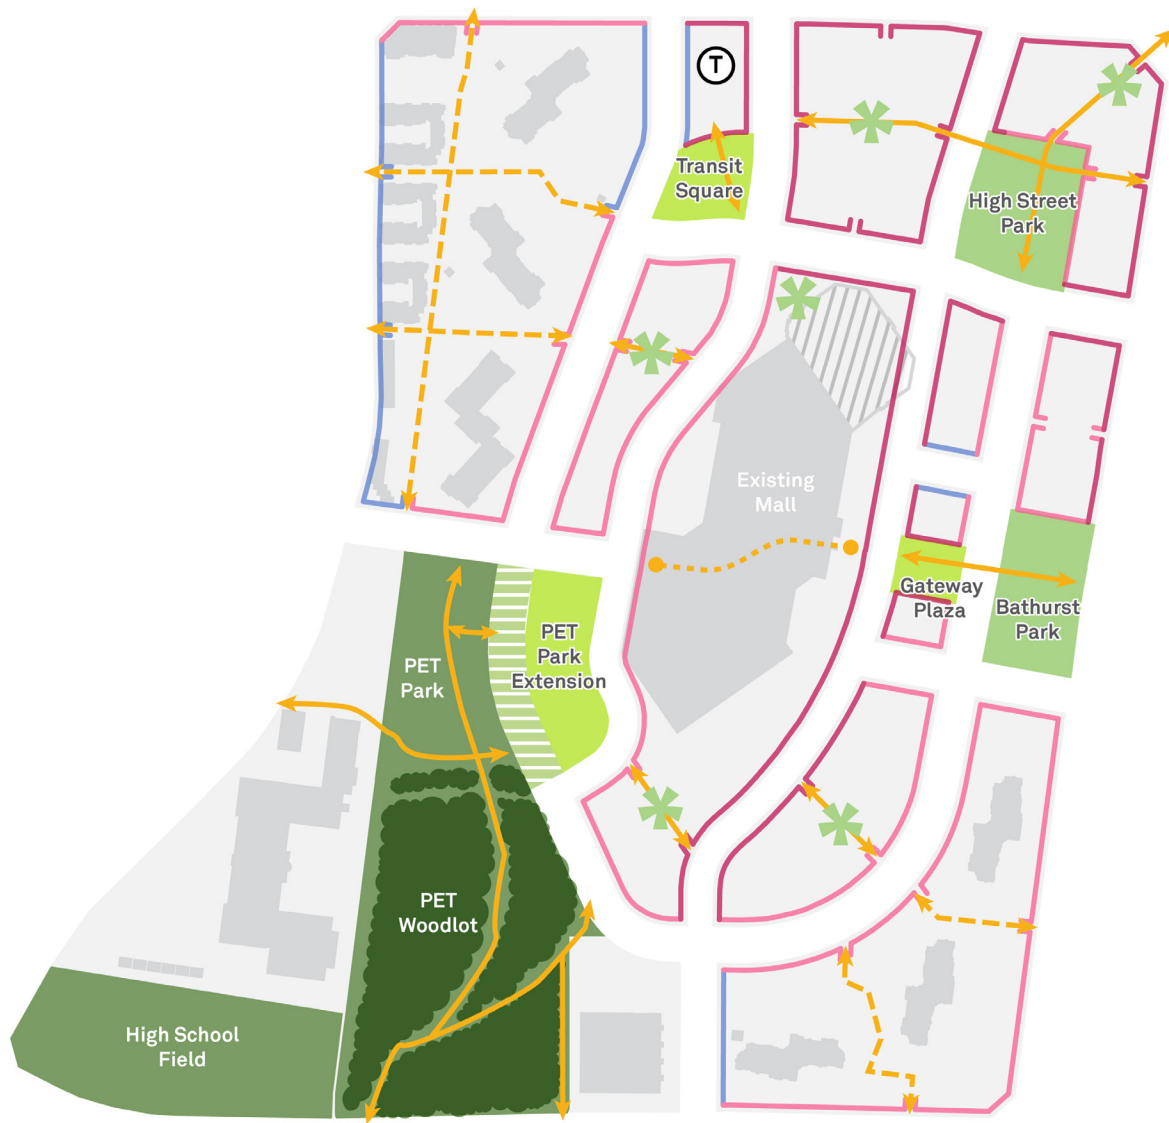 T
Transit
Square
High Street
Park
Existing
Mall
Gateway
Plaza
Bathurst
Park
PET
Park
Extension
PET
Park
PET
Woodlot
High School
Field